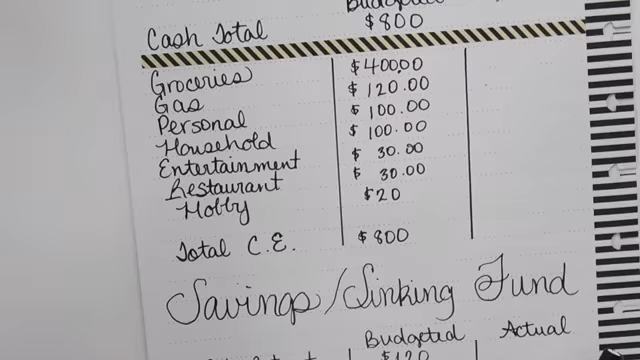 Budgeted
Cash Total $800
Groceries $400.00
Gas $120.00
Personal $100.00
Household $100.00
Entertainment $ 30.00
Restaurant $ 30.00
Hobby $20
Total C.E. $800
Savings/Sinking Fund
Budgeted Actual
$120